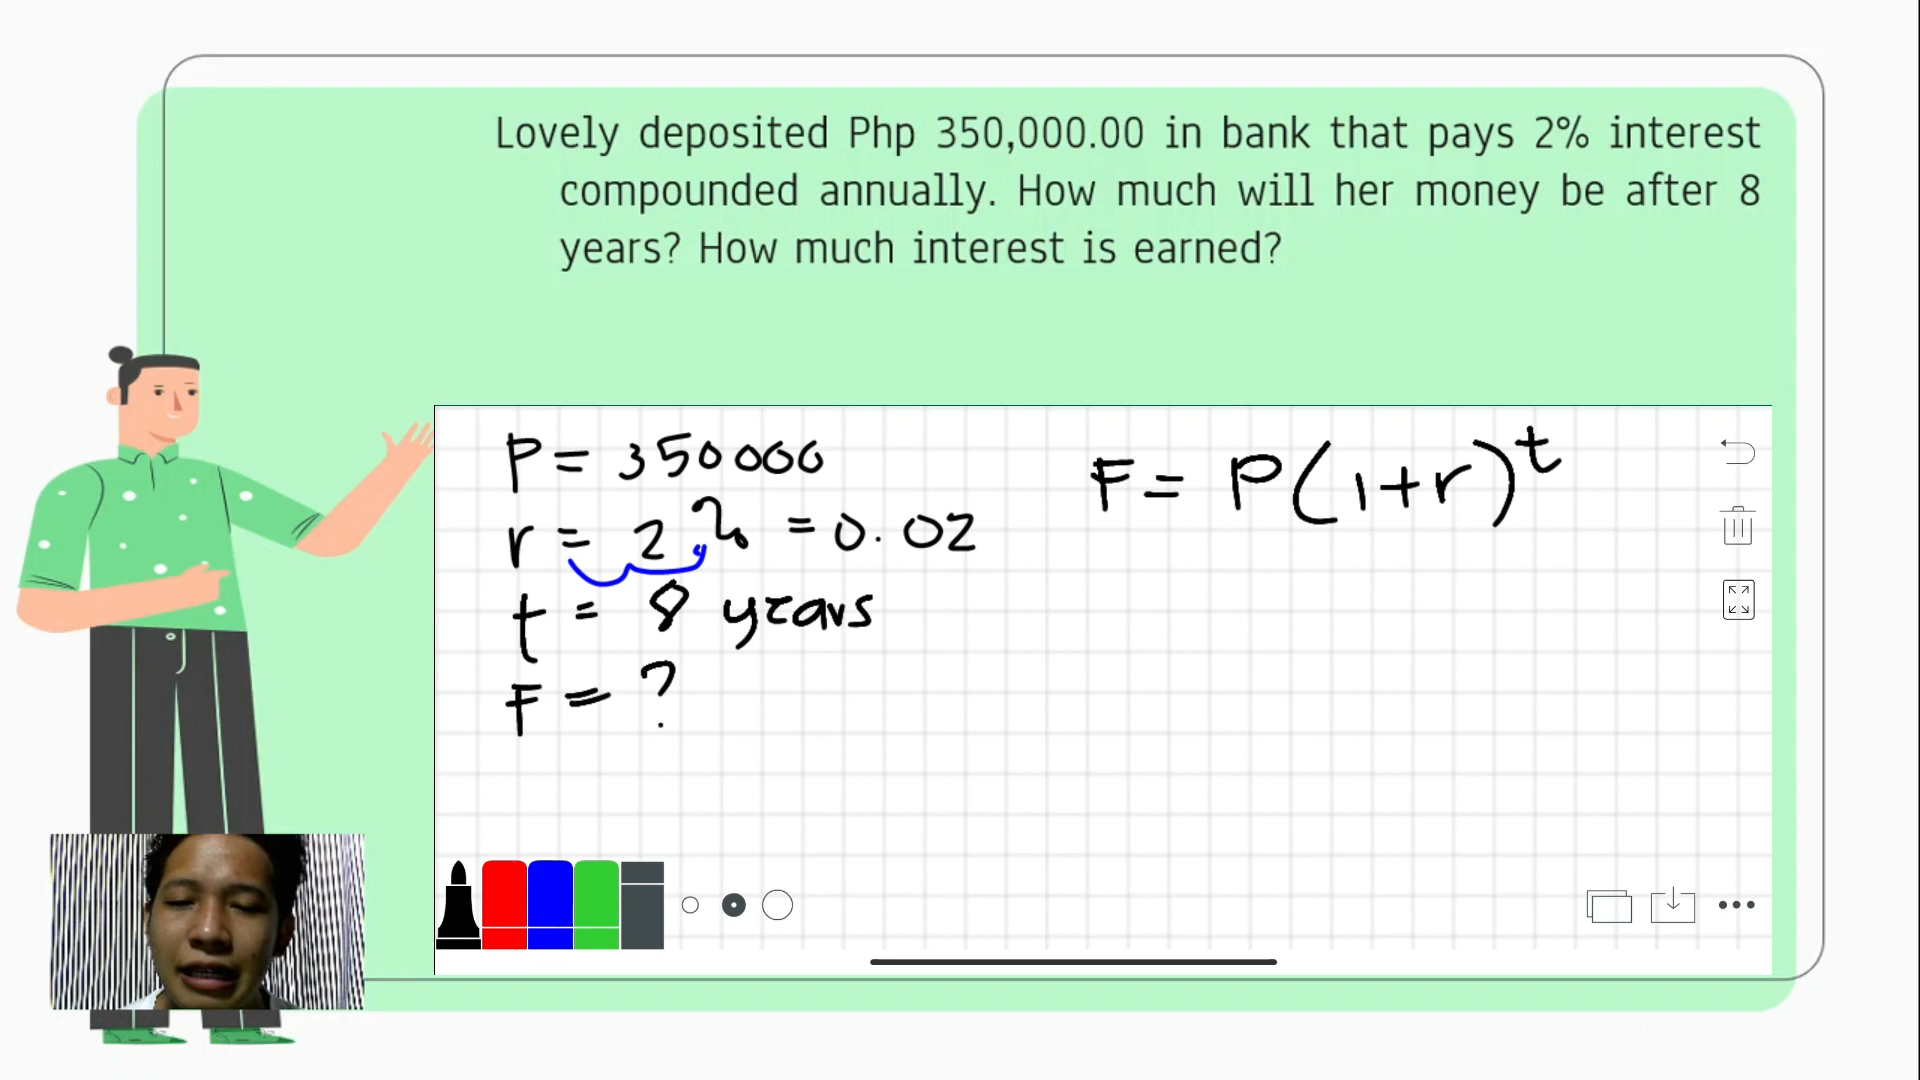 Lovely deposited Php 350,000.00 in bank that pays 2% interest
compounded annually. How much will her money be after 8
years? How much interest is earned?
P = 350000
r = 2% = 0.02
t = 8 years
F = ?
F = P(1+r)^t